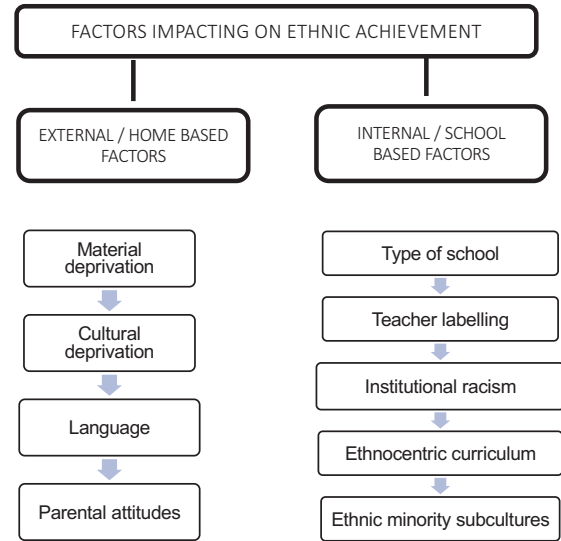 FACTORS IMPACTING ON ETHNIC ACHIEVEMENT
EXTERNAL / HOME BASED
FACTORS
INTERNAL / SCHOOL
BASED FACTORS
Material
deprivation
Cultural
deprivation
Language
Parental attitudes
Type of school
Teacher labelling
Institutional racism
Ethnocentric curriculum
Ethnic minority subcultures